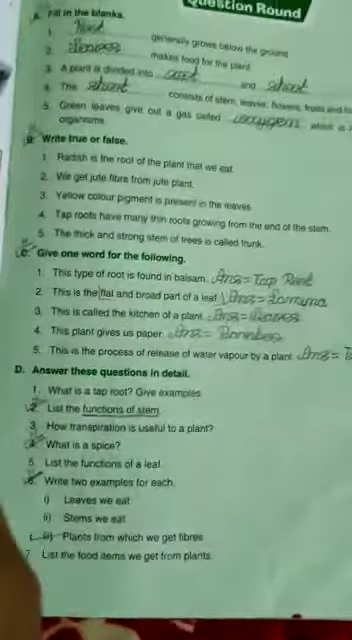 Question Round
A. Fill in the blanks.
1. Root generally grows below the ground
2. Leaves makes food for the plant
3. A plant is divided into root and shoot
4. The shoot consists of stem, leaves, flowers, fruits and
5. Green leaves give out a gas called oxygen which is
organisms
B. Write true or false.
1. Radish is the root of the plant that we eat.
2. We get jute fibre from jute plant.
3. Yellow colour pigment is present in the leaves
4. Tap roots have many thin roots growing from the end of the stem.
5. The thick and strong stem of trees is called trunk.
C. Give one word for the following.
1. This type of root is found in balsam. Ans = Tap Root
2. This is the flat and broad part of a leaf. Ans = Lamina
3. This is called the kitchen of a plant. Ans = Leaves
4. This plant gives us paper. Ans =
5. This is the process of release of water vapour by a plant. Ans =
D. Answer these questions in detail.
1. What is a tap root? Give examples
2. List the functions of stem.
3. How transpiration is useful to a plant?
4. What is a spice?
5. List the functions of a leaf.
6. Write two examples for each.
i) Leaves we eat
ii) Stems we eat
iii) Plants from which we get fibres
7. List the food items we get from plants.